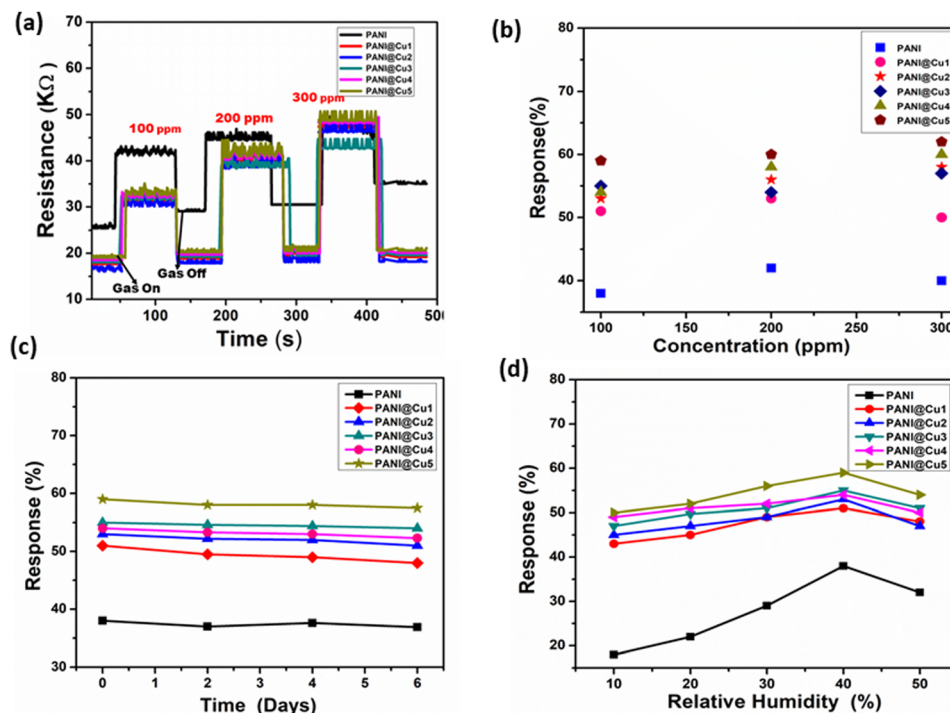 (a)
Resistance (KΩ)
60
50
40
30
20
10
100 ppm
200 ppm
300 ppm
PANI
PANI@Cu1
PANI@Cu2
PANI@Cu3
PANI@Cu4
PANI@Cu5
Gas On
Gas Off
100
200
300
400
500
Time (s)
(b)
Response(%)
80
70
60
50
40
PANI
PANI@Cu1
PANI@Cu2
PANI@Cu3
PANI@Cu4
PANI@Cu5
100
150
200
250
300
Concentration (ppm)
(c)
Response (%)
80
70
60
50
40
30
PANI
PANI@Cu1
PANI@Cu2
PANI@Cu3
PANI@Cu4
PANI@Cu5
0
1
2
3
4
5
6
Time (Days)
(d)
Response (%)
80
70
60
50
40
30
20
PANI
PANI@Cu1
PANI@Cu2
PANI@Cu3
PANI@Cu4
PANI@Cu5
10
20
30
40
50
Relative Humidity (%)